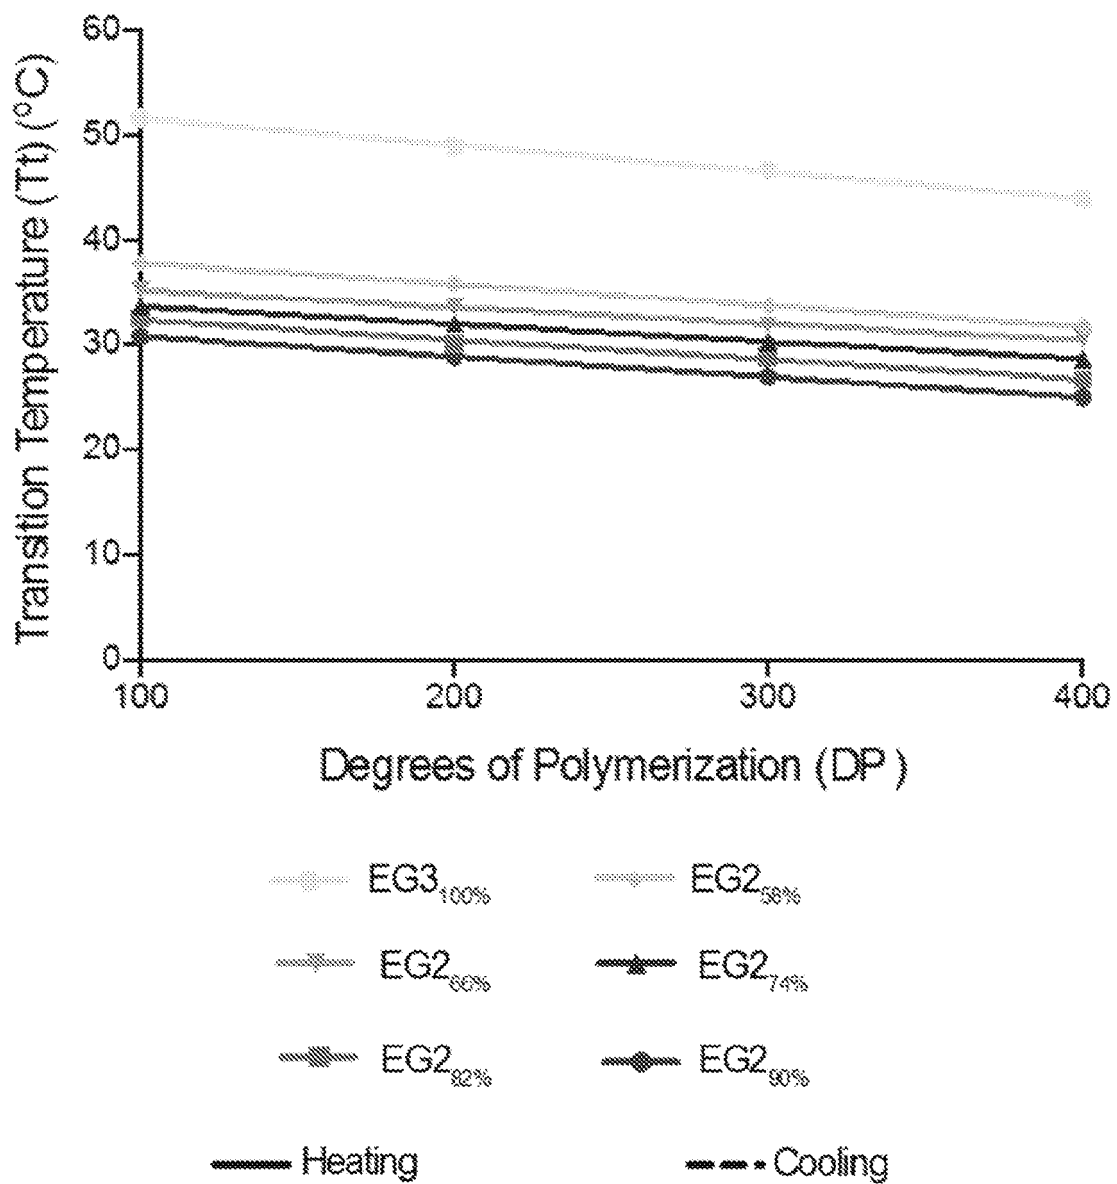 Transition Temperature (Tt) (°C)
60
50
40
30
20
10
0
100 200 300 400
Degrees of Polymerization (DP )
EG3100% EG258%
EG266% EG274%
EG282% EG290%
Heating Cooling